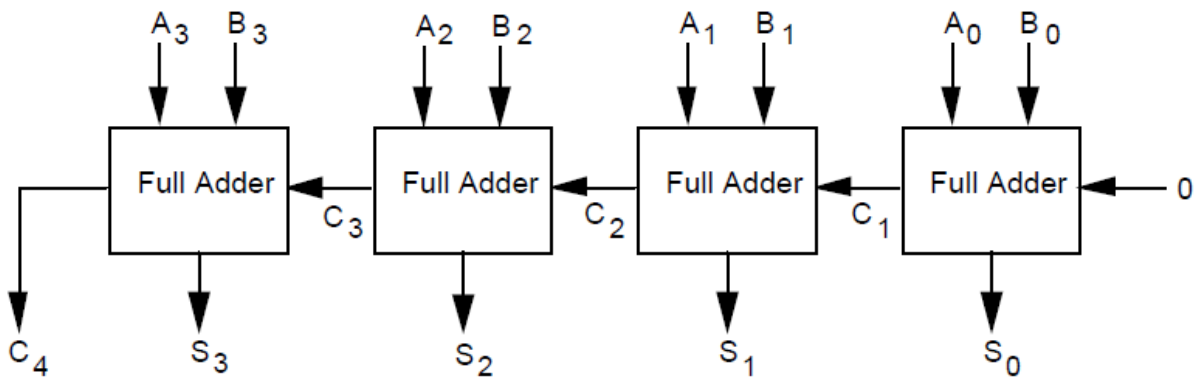 A3 B3 A2 B2 A1 B1 A0 B0
Full Adder Full Adder Full Adder Full Adder 0
C3 C2 C1
C4 S3 S2 S1 S0